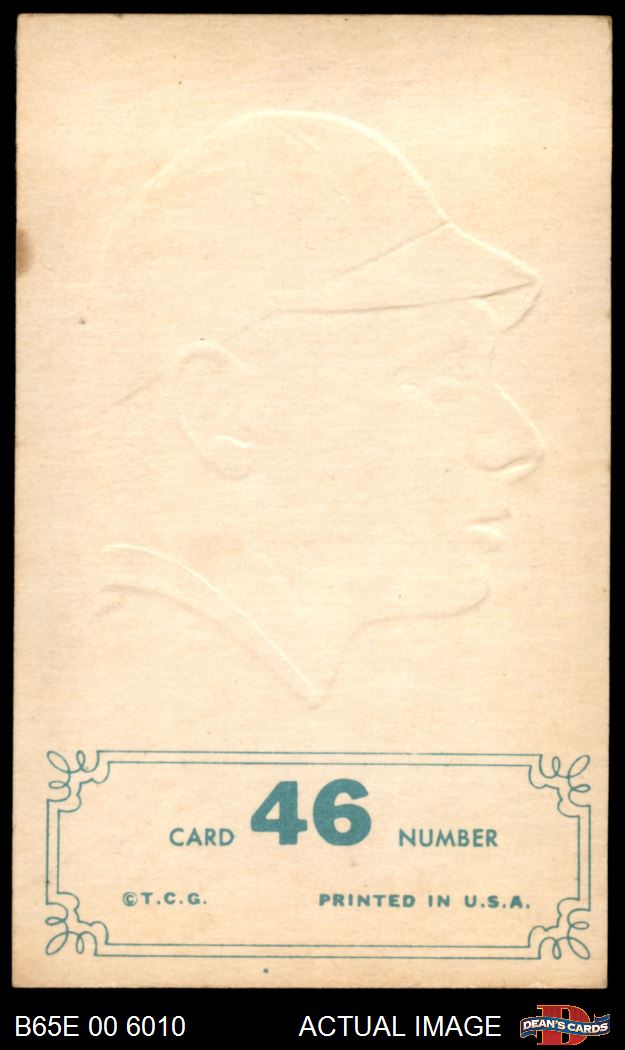 CARD 46 NUMBER
©T.C.G. PRINTED IN U.S.A.
B65E 00 6010 ACTUAL IMAGE DEAN'S CARDS